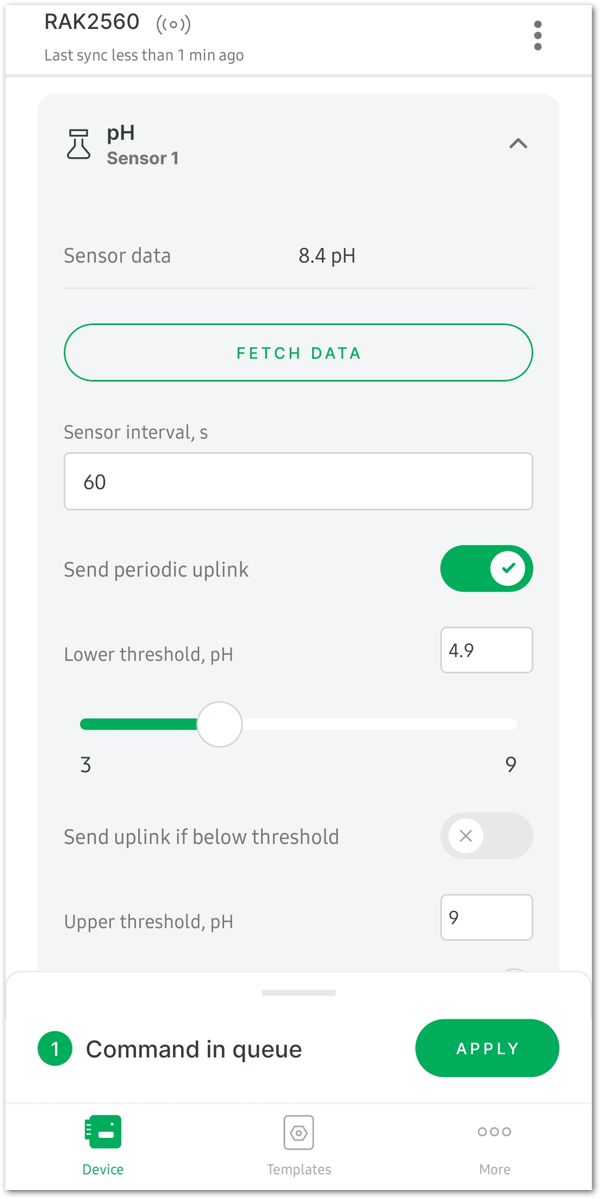 RAK2560
Last sync less than 1 min ago
pH
Sensor 1
Sensor data 8.4 pH
FETCH DATA
Sensor interval, s
60
Send periodic uplink
Lower threshold, pH 4.9
3 9
Send uplink if below threshold
Upper threshold, pH 9
1 Command in queue APPLY
Device Templates More